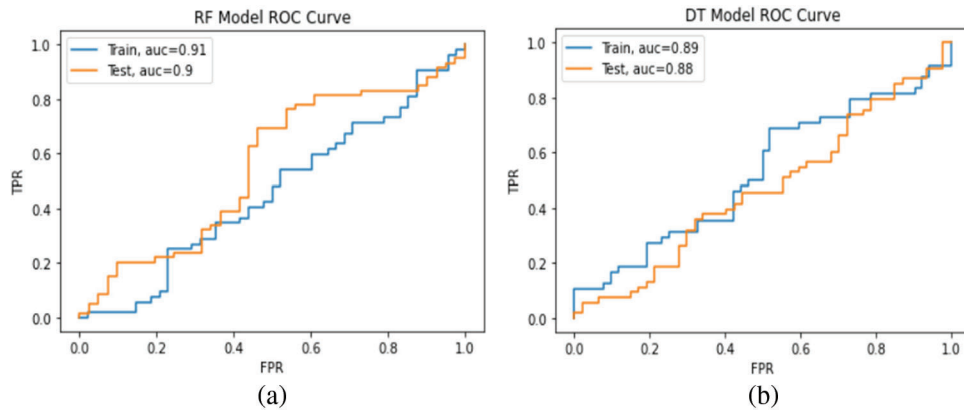 RF Model ROC Curve
1.0
0.8
0.6
0.4
0.2
0.0
TPR
Train, auc=0.91
Test, auc=0.9
0.0 0.2 0.4 0.6 0.8 1.0
FPR
(a)
DT Model ROC Curve
1.0
0.8
0.6
0.4
0.2
0.0
TPR
Train, auc=0.89
Test, auc=0.88
0.0 0.2 0.4 0.6 0.8 1.0
FPR
(b)